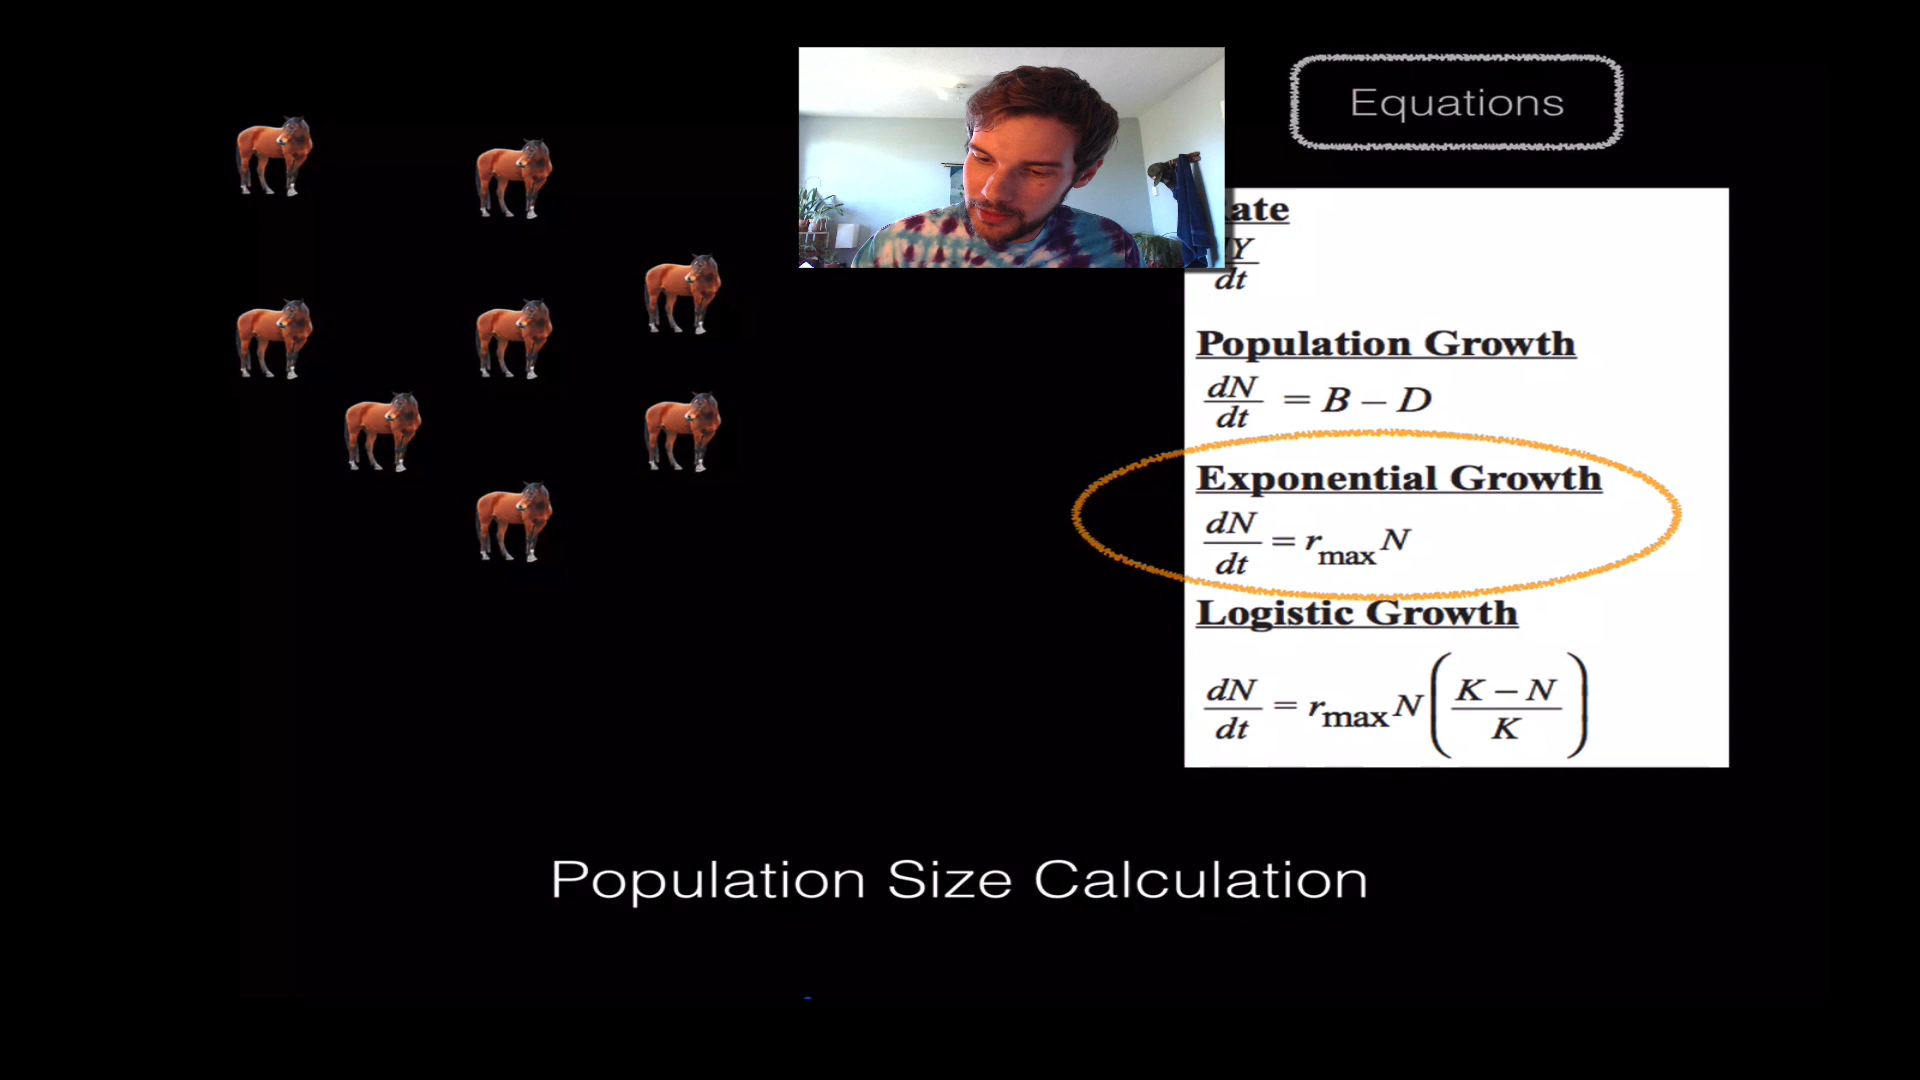 Equations
ate
Y
dt
Population Growth
dN/dt = B – D
Exponential Growth
dN/dt = r_max N
Logistic Growth
dN/dt = r_max N ( K – N / K )
Population Size Calculation